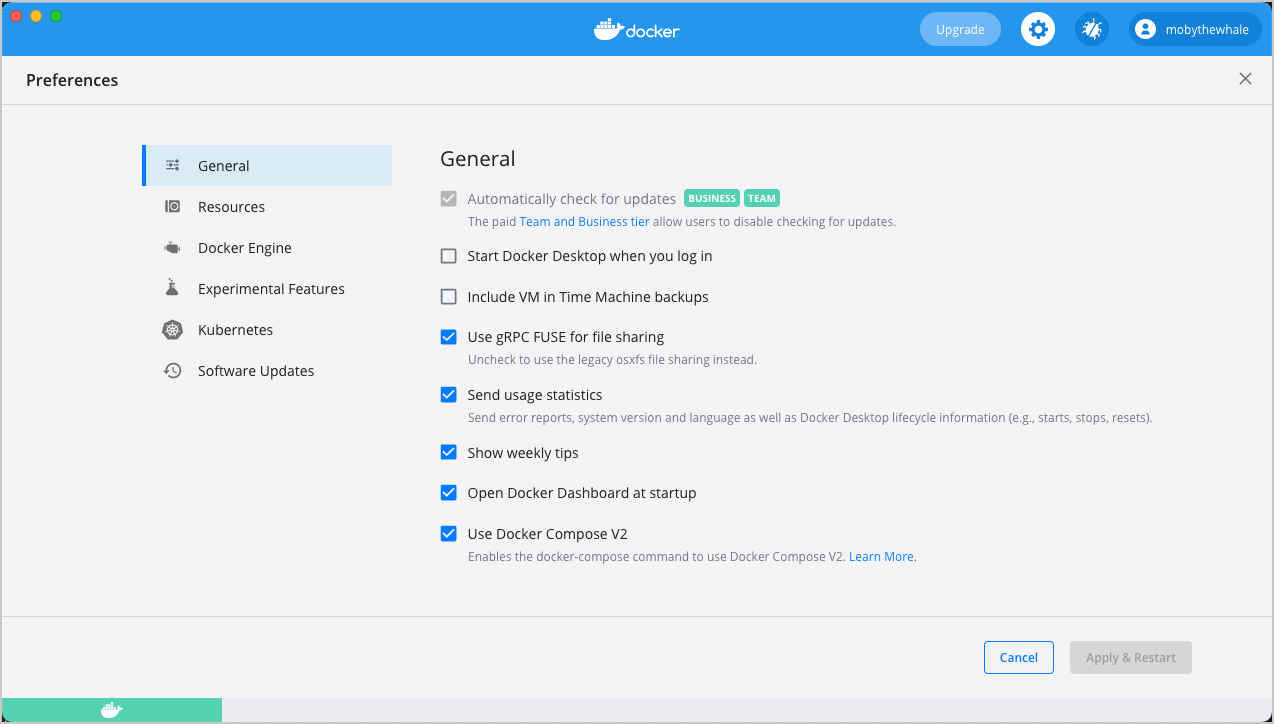 docker
Upgrade
mobythewhale
Preferences
General
Resources
Docker Engine
Experimental Features
Kubernetes
Software Updates
General
Automatically check for updates BUSINESS TEAM
The paid Team and Business tier allow users to disable checking for updates.
Start Docker Desktop when you log in
Include VM in Time Machine backups
Use gRPC FUSE for file sharing
Uncheck to use the legacy osxfs file sharing instead.
Send usage statistics
Send error reports, system version and language as well as Docker Desktop lifecycle information (e.g., starts, stops, resets).
Show weekly tips
Open Docker Dashboard at startup
Use Docker Compose V2
Enables the docker-compose command to use Docker Compose V2. Learn More.
Cancel
Apply & Restart